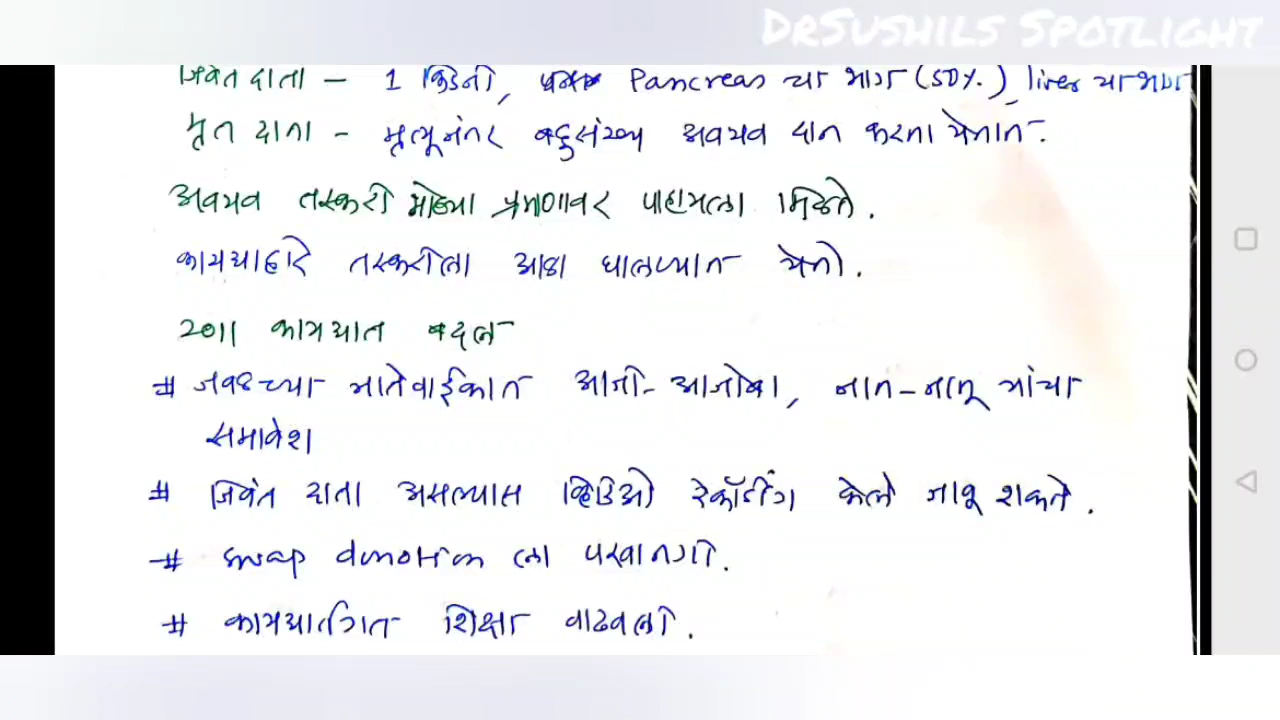 DrSushils Spotlight
जिवंत दाता - 1 किडनी, Pancreas चा भाग (50%.), liver चा भाग
मृत दाता - मृत्यूनंतर बहुसंख्य अवयव दान करता येतात.
अवयव तस्करी मोठ्या प्रमाणावर पाहायला मिळते.
कायद्याद्वारे तस्करीला आळा घालण्यात येतो.
2011 कायद्यात बदल
# जवळच्या नातेवाईकात आजी-आजोबा, नात-नातू यांचा
समावेश
# जिवंत दाता असल्यास व्हिडीओ रेकॉर्डींग केले जावू शकते.
# swap donation ला परवानगी.
# कायद्यातंर्गत शिक्षा वाढवली.